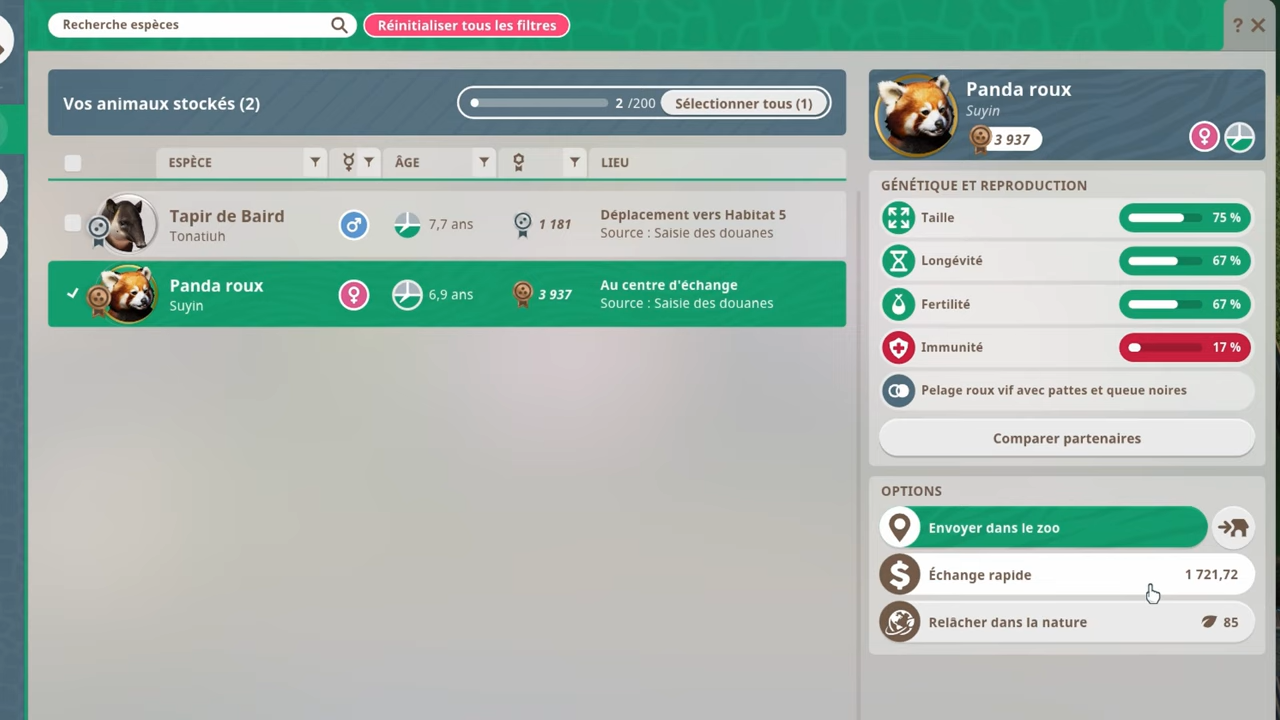 Recherche espèces
Réinitialiser tous les filtres
? ×
Vos animaux stockés (2)
2 /200
Sélectionner tous (1)
ESPÈCE
ÂGE
LIEU
Tapir de Baird
Tonatiuh
7,7 ans
1 181
Déplacement vers Habitat 5
Source : Saisie des douanes
Panda roux
Suyin
6,9 ans
3 937
Au centre d'échange
Source : Saisie des douanes
Panda roux
Suyin
3 937
GÉNÉTIQUE ET REPRODUCTION
Taille
75 %
Longévité
67 %
Fertilité
67 %
Immunité
17 %
Pelage roux vif avec pattes et queue noires
Comparer partenaires
OPTIONS
Envoyer dans le zoo
$ Échange rapide
1 721,72
Relâcher dans la nature
85